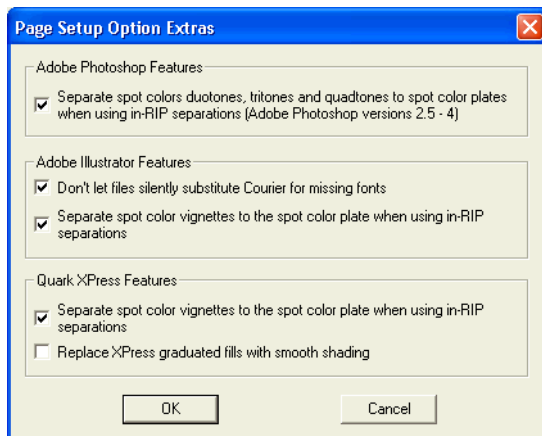 Page Setup Option Extras
Adobe Photoshop Features
Separate spot colors duotones, tritones and quadtones to spot color plates
when using in-RIP separations (Adobe Photoshop versions 2.5 - 4)
Adobe Illustrator Features
Don't let files silently substitute Courier for missing fonts
Separate spot color vignettes to the spot color plate when using in-RIP
separations
Quark XPress Features
Separate spot color vignettes to the spot color plate when using in-RIP
separations
Replace XPress graduated fills with smooth shading
OK
Cancel